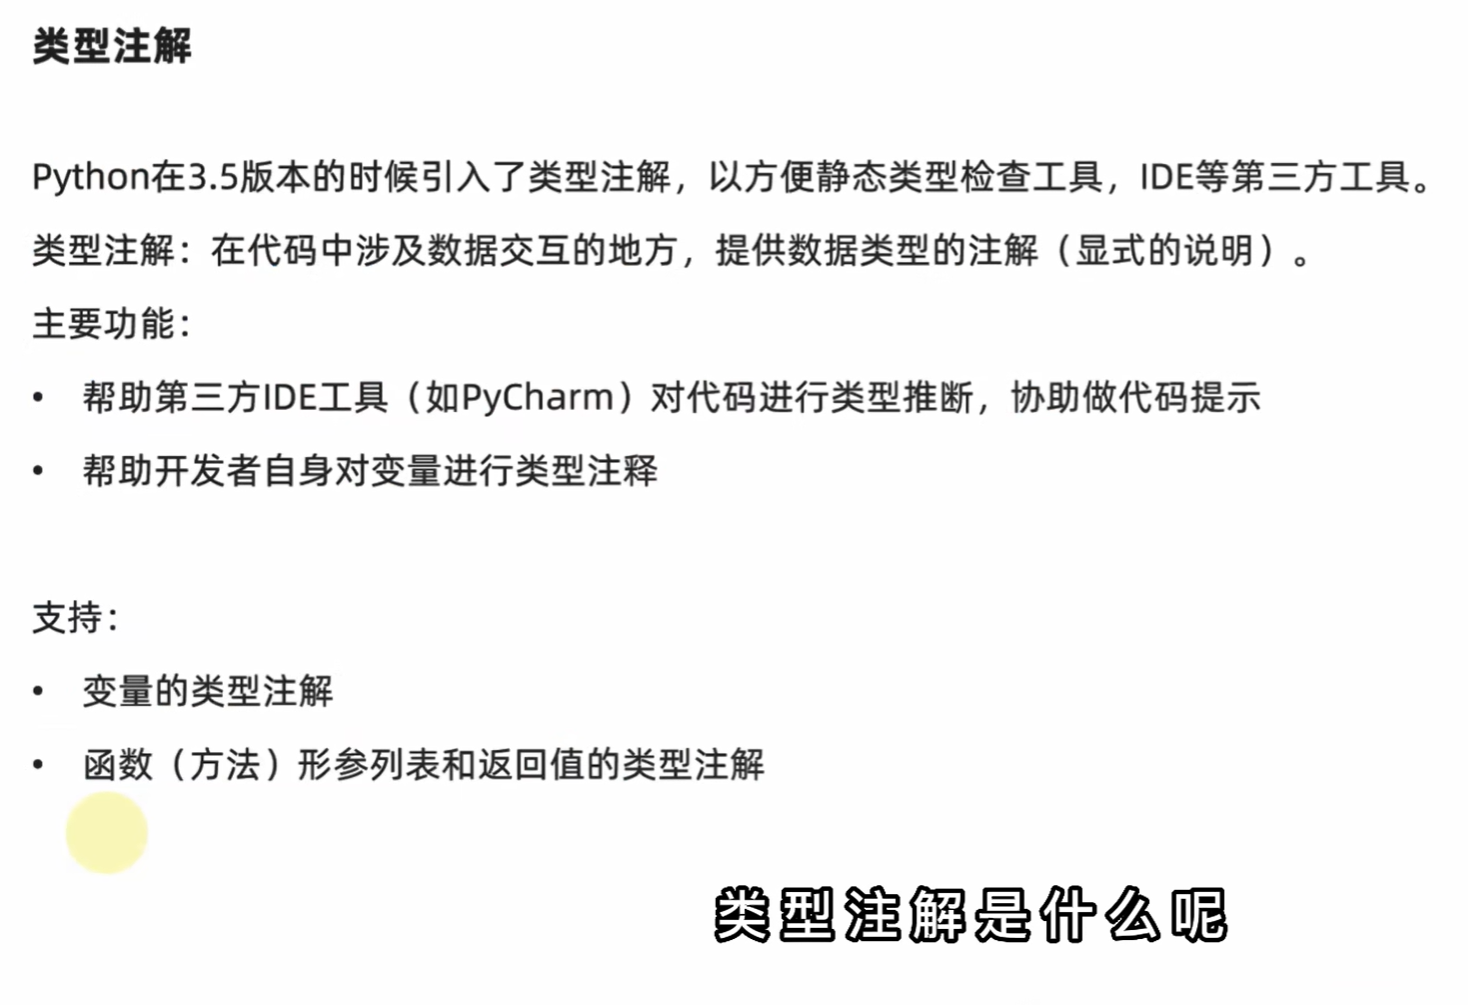 类型注解
Python在3.5版本的时候引入了类型注解，以方便静态类型检查工具，IDE等第三方工具。
类型注解：在代码中涉及数据交互的地方，提供数据类型的注解（显式的说明）。
主要功能：
• 帮助第三方IDE工具（如PyCharm）对代码进行类型推断，协助做代码提示
• 帮助开发者自身对变量进行类型注释
支持：
• 变量的类型注解
• 函数（方法）形参列表和返回值的类型注解
类型注解是什么呢